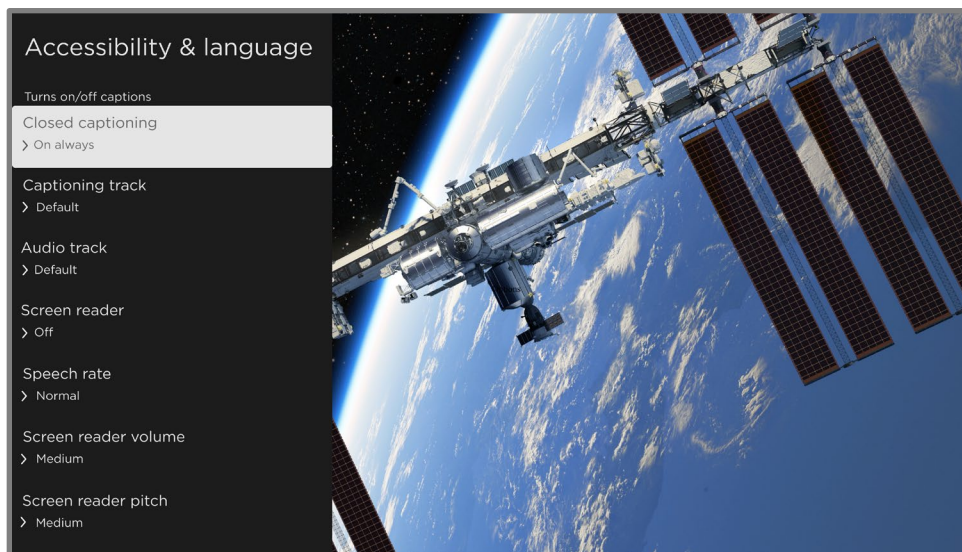 Accessibility & language
Turns on/off captions
Closed captioning
On always
Captioning track
Default
Audio track
Default
Screen reader
Off
Speech rate
Normal
Screen reader volume
Medium
Screen reader pitch
Medium